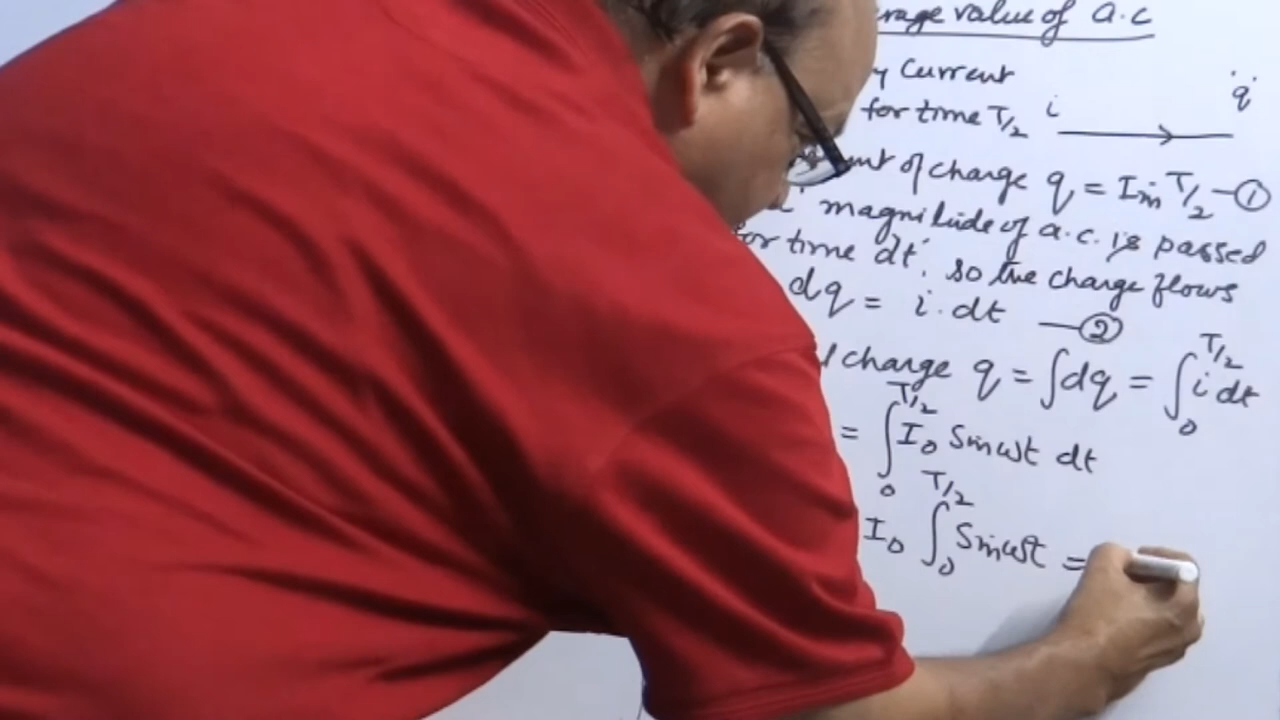 value of a.c
Current
for time T/2 i q
of charge q = Im T/2 — ①
magnitude of a.c. is passed
for time dt, so the charge flows
dq = i . dt — ②
charge q = ∫dq = ∫₀^T/2 i dt
= ∫₀^T/2 I₀ Sinωt dt
I₀ ∫₀^T/2 Sinωt =